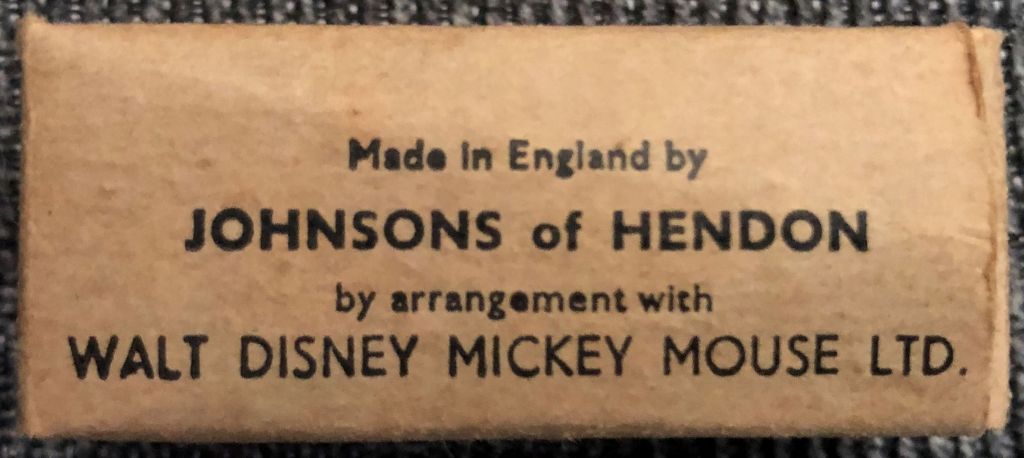 Made in England by
JOHNSONS of HENDON
by arrangement with
WALT DISNEY MICKEY MOUSE LTD.